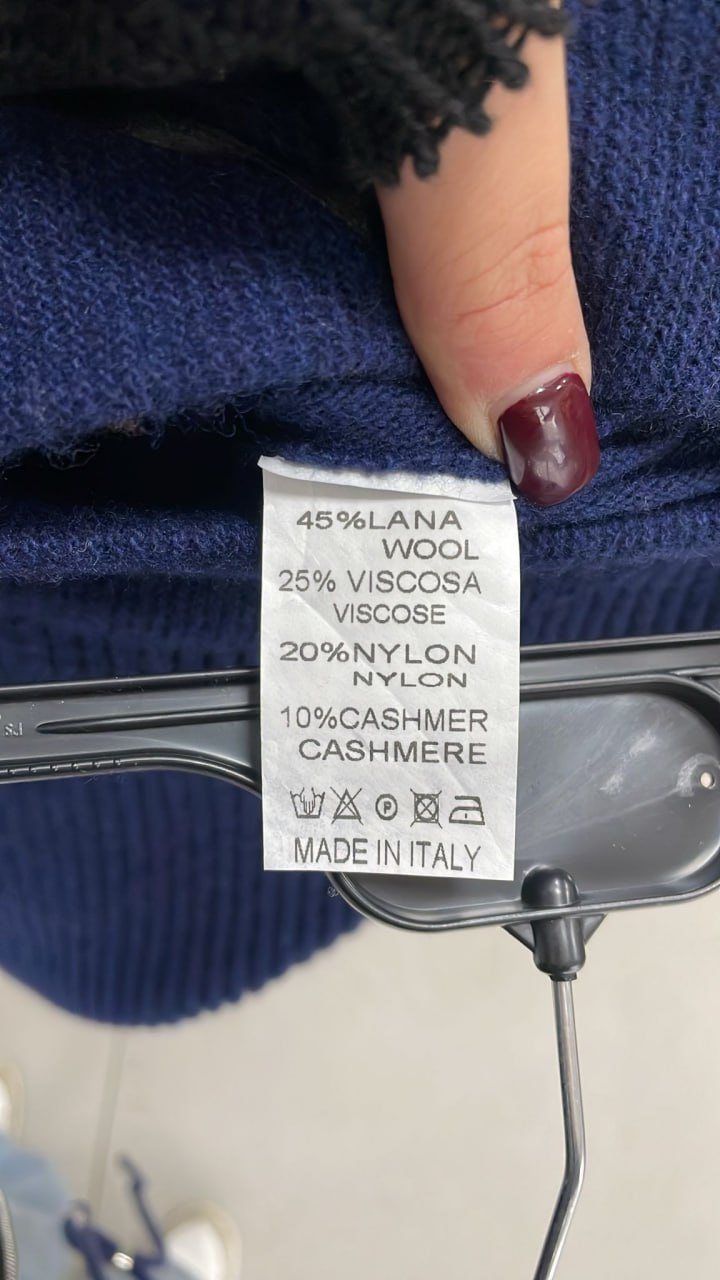 45%LANA
WOOL
25% VISCOSA
VISCOSE
20%NYLON
NYLON
10%CASHMER
CASHMERE
P
MADE IN ITALY